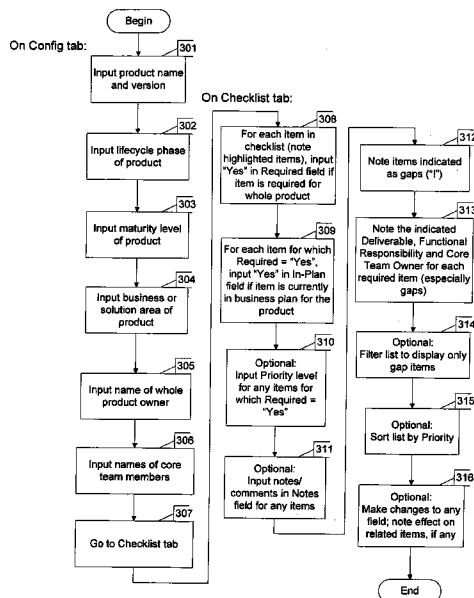 Begin
On Config tab:
301
Input product name
and version
302
Input lifecycle phase
of product
303
Input maturity level
of product
304
Input business or
solution area of
product
305
Input name of whole
product owner
306
Input names of core
team members
307
Go to Checklist tab
On Checklist tab:
308
For each item in
checklist (note
highlighted items), input
"Yes" in Required field if
item is required for
whole product
309
For each item for which
Required = "Yes",
input "Yes" in In-Plan
field if item is currently
in business plan for the
product
310
Optional:
Input Priority level
for any items for
which Required =
"Yes"
311
Optional:
Input notes/
comments in Notes
field for any items
312
Note items indicated
as gaps ("!")
313
Note the indicated
Deliverable, Functional
Responsibility and Core
Team Owner for each
required item (especially
gaps)
314
Optional:
Filter list to display only
gap items
315
Optional:
Sort list by Priority
316
Optional:
Make changes to any
field; note effect on
related items, if any
End